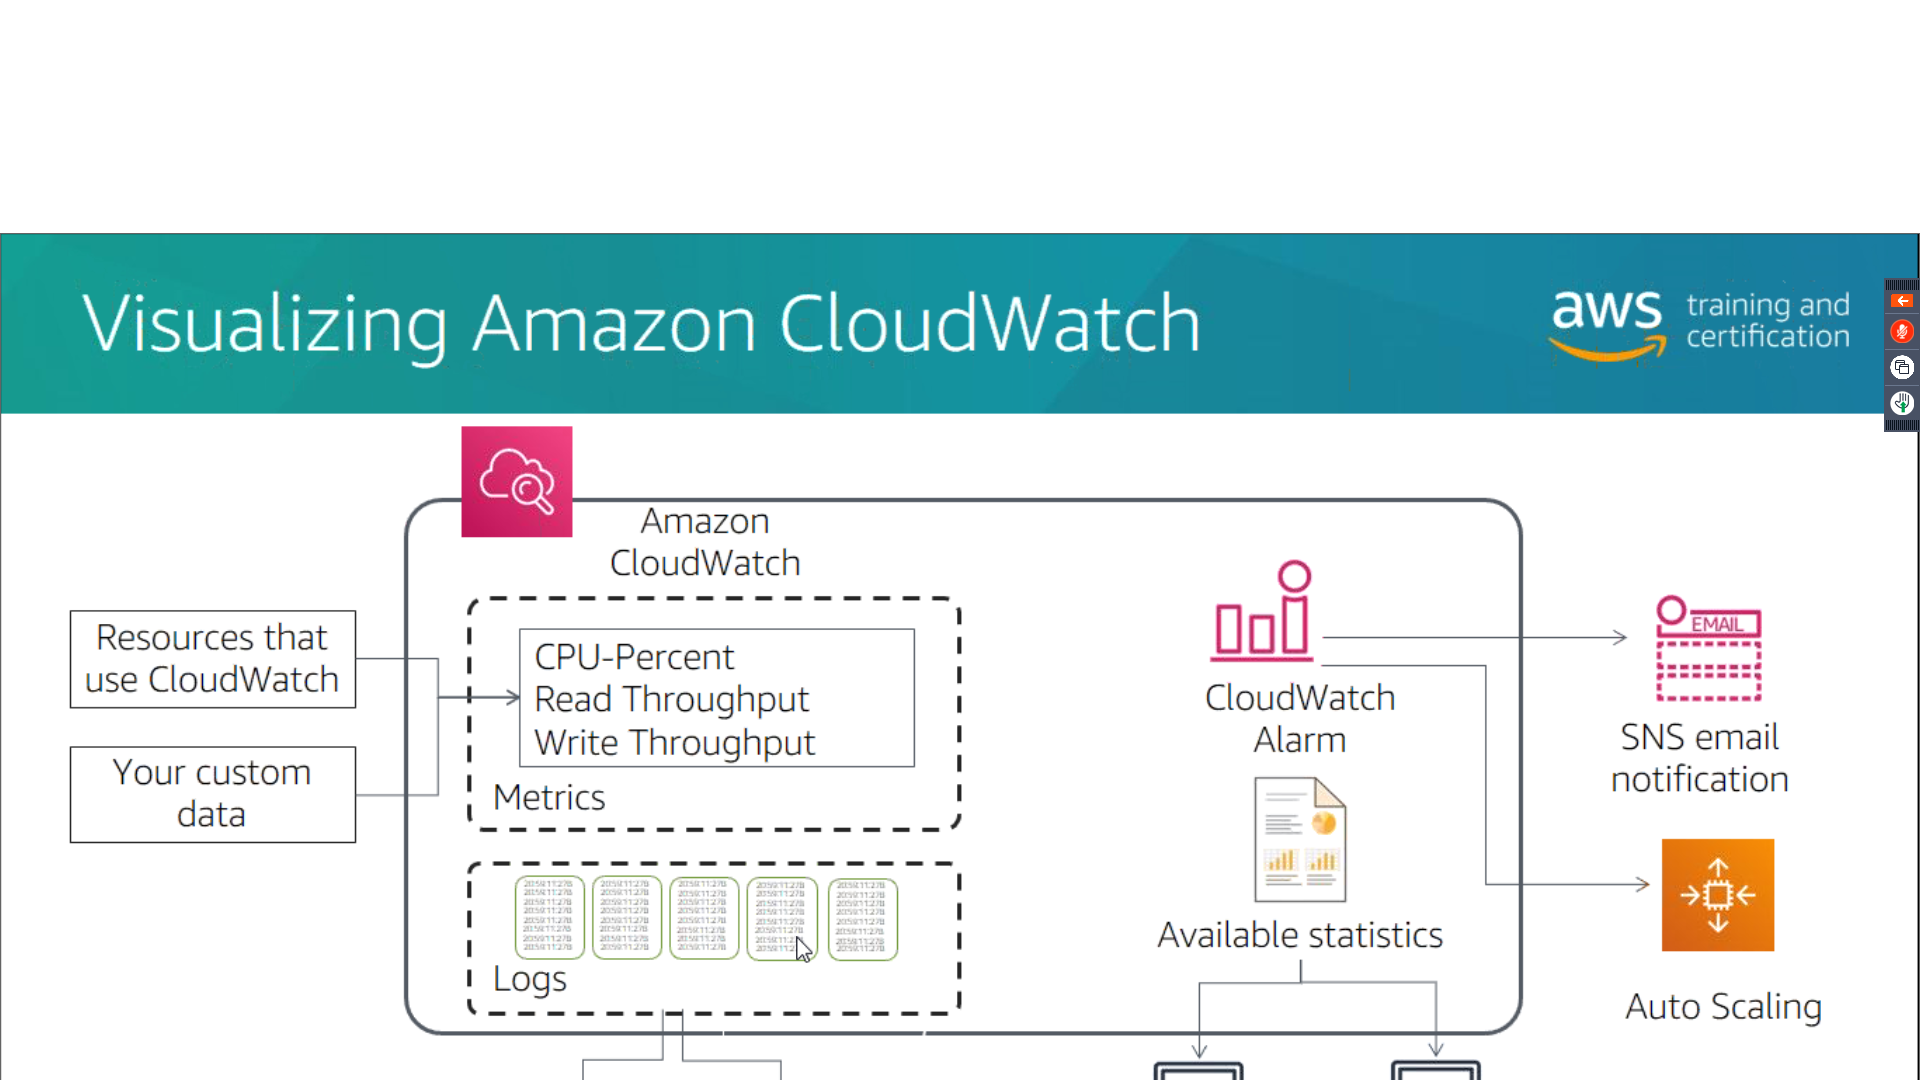 Visualizing Amazon CloudWatch
aws training and
certification
Amazon
CloudWatch
Resources that
use CloudWatch
Your custom
data
CPU-Percent
Read Throughput
Write Throughput
Metrics
Logs
CloudWatch
Alarm
Available statistics
EMAIL
SNS email
notification
Auto Scaling